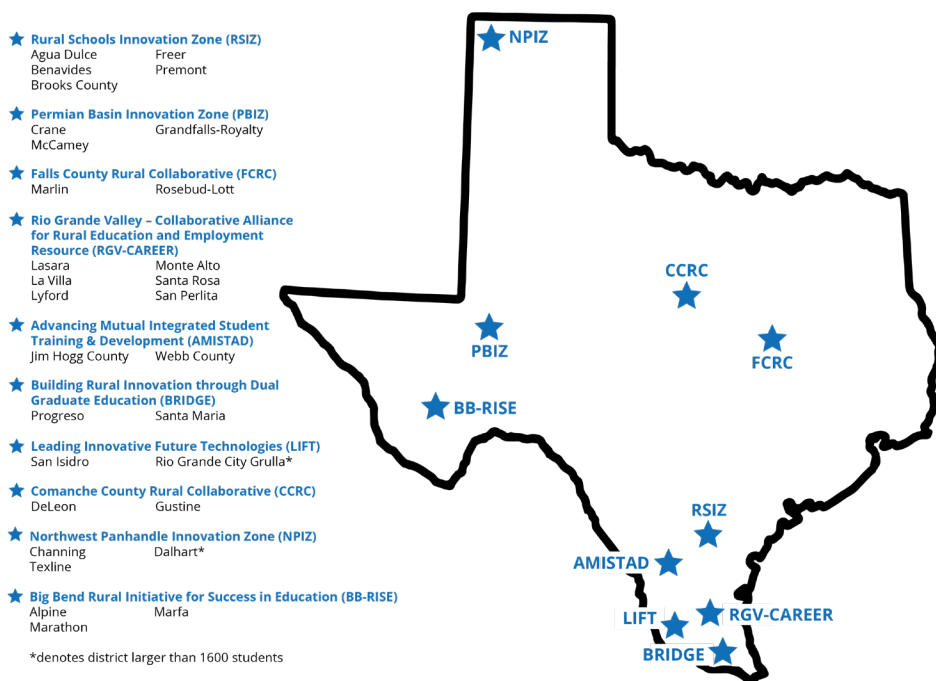 Rural Schools Innovation Zone (RSIZ)
Agua Dulce Freer
Benavides Premont
Brooks County
Permian Basin Innovation Zone (PBIZ)
Crane Grandfalls-Royalty
McCamey
Falls County Rural Collaborative (FCRC)
Marlin Rosebud-Lott
Rio Grande Valley – Collaborative Alliance
for Rural Education and Employment
Resource (RGV-CAREER)
Lasara Monte Alto
La Villa Santa Rosa
Lyford San Perlita
Advancing Mutual Integrated Student
Training & Development (AMISTAD)
Jim Hogg County Webb County
Building Rural Innovation through Dual
Graduate Education (BRIDGE)
Progreso Santa Maria
Leading Innovative Future Technologies (LIFT)
San Isidro Rio Grande City Grulla*
Comanche County Rural Collaborative (CCRC)
DeLeon Gustine
Northwest Panhandle Innovation Zone (NPIZ)
Channing Dalhart*
Texline
Big Bend Rural Initiative for Success in Education (BB-RISE)
Alpine Marfa
Marathon
*denotes district larger than 1600 students
NPIZ
CCRC
PBIZ
FCRC
BB-RISE
RSIZ
AMISTAD
LIFT
RGV-CAREER
BRIDGE